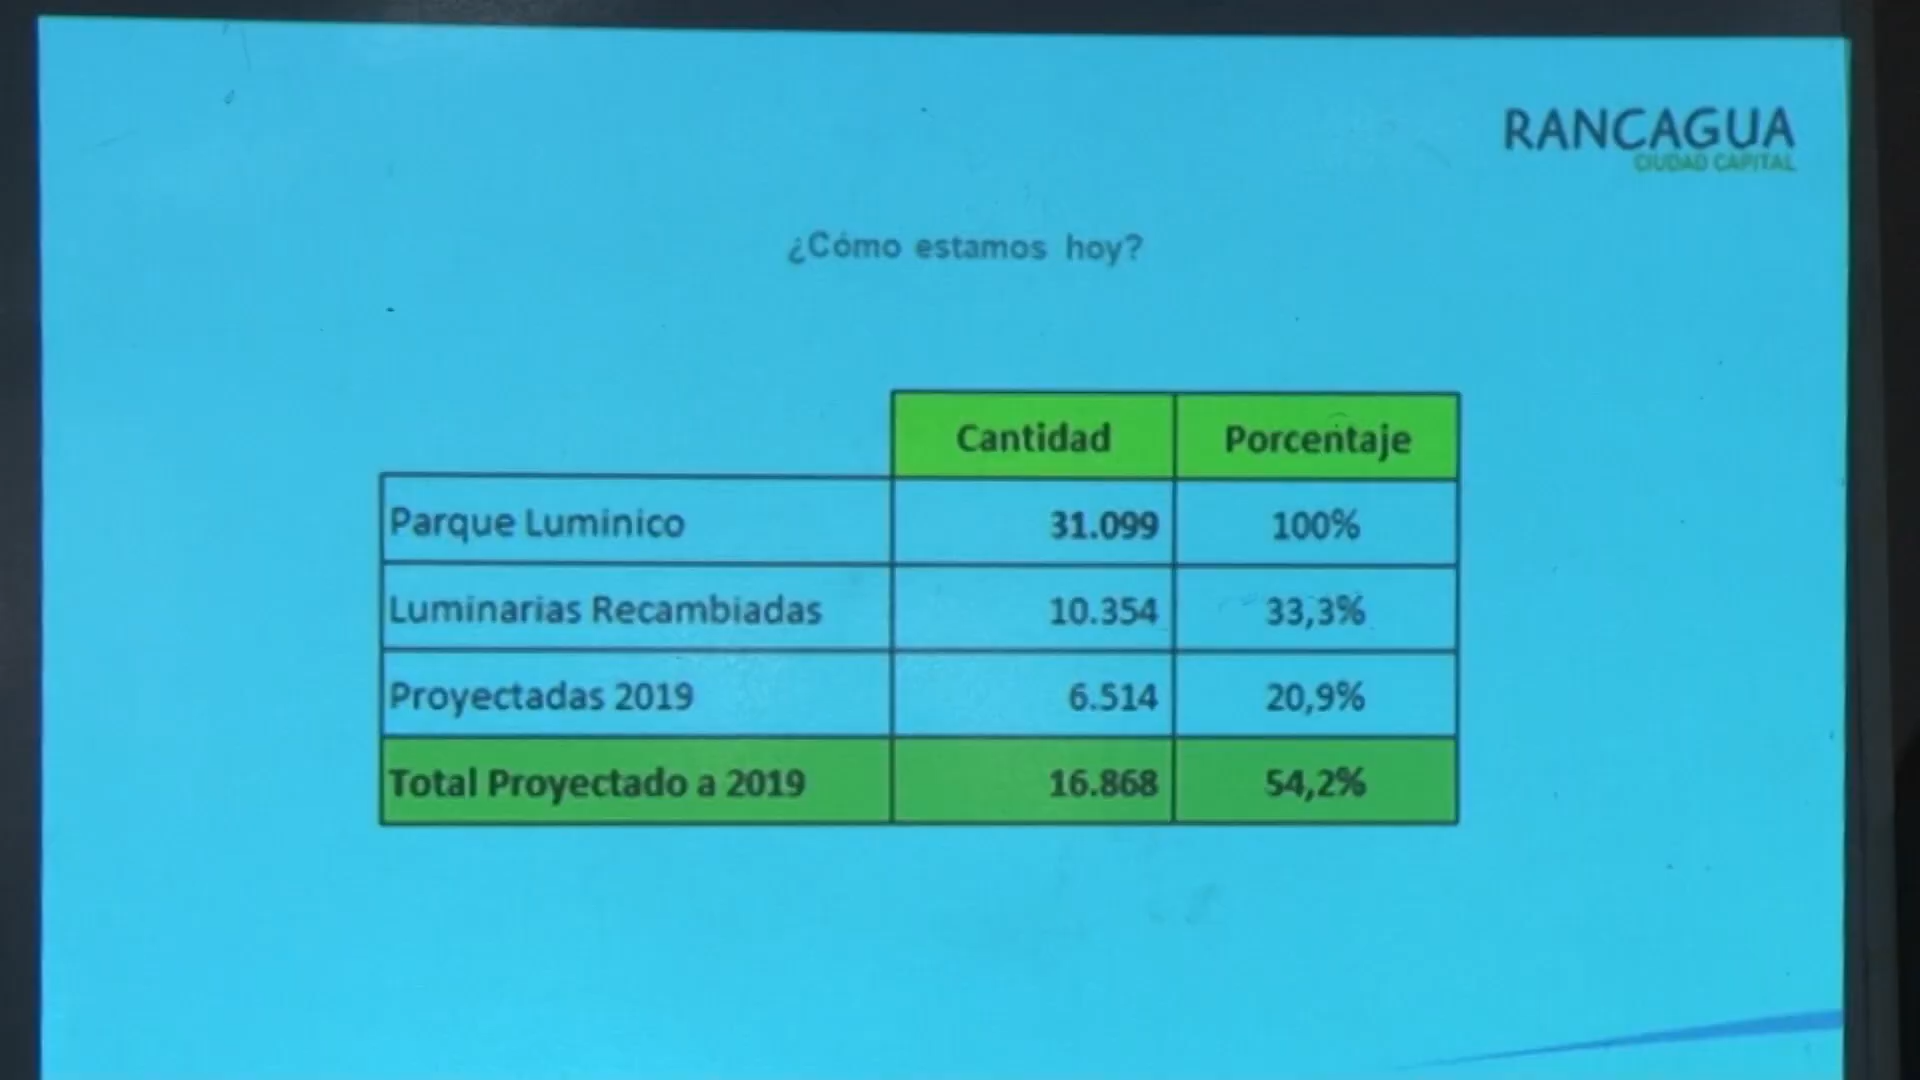 RANCAGUA
CIUDAD CAPITAL
¿Cómo estamos hoy?
Cantidad Porcentaje
Parque Luminico 31.099 100%
Luminarias Recambiadas 10.354 33,3%
Proyectadas 2019 6.514 20,9%
Total Proyectado a 2019 16.868 54,2%